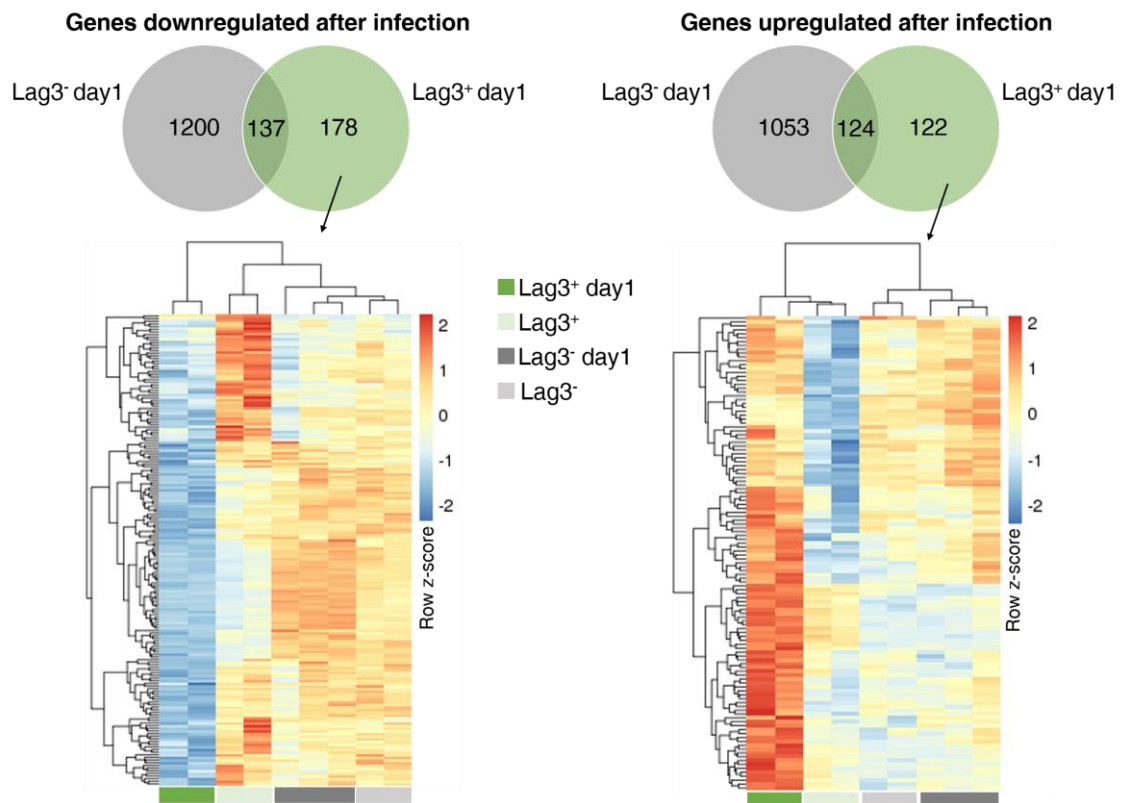 Genes downregulated after infection
Lag3⁻ day1
1200
137
178
Lag3⁺ day1
Genes upregulated after infection
Lag3⁻ day1
1053
124
122
Lag3⁺ day1
2
1
0
-1
-2
Row z-score
Lag3⁺ day1
Lag3⁺
Lag3⁻ day1
Lag3⁻
2
1
0
-1
-2
Row z-score